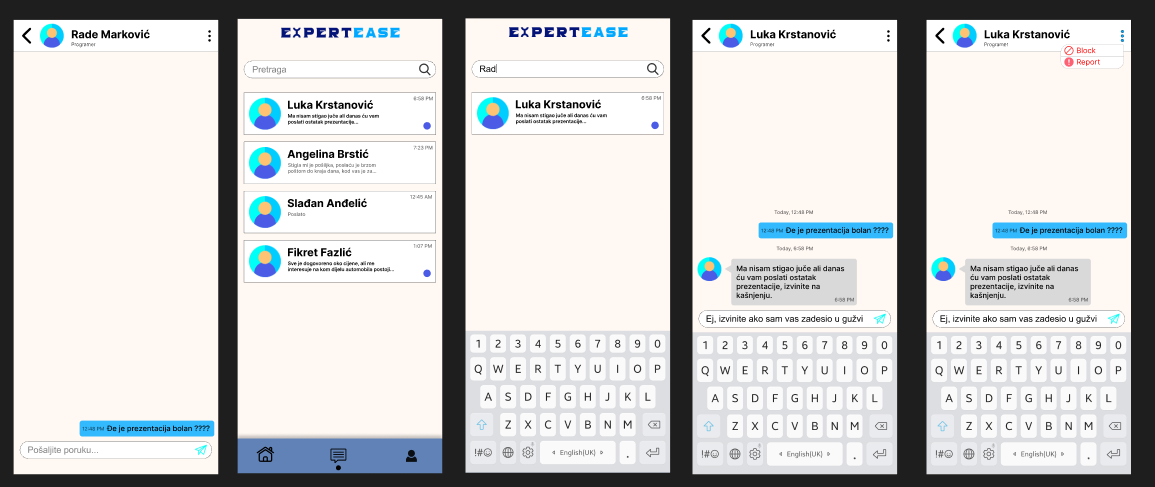 Rade Marković
Programer
12:48 PM Đe je prezentacija bolan ????
Pošaljite poruku...
EXPERTEASE
Pretraga
6:58 PM
Luka Krstanović
Ma nisam stigao juče ali danas ću vam
poslati ostatak prezentacije...
7:23 PM
Angelina Brstić
Stigla mi je pošiljka, poslaću je brzom
poštom do kraja dana, kod vas je za...
12:45 AM
Slađan Anđelić
Poslato
1:07 PM
Fikret Fazlić
Sve je dogovoreno oko cijene, ali me
interesuje na kom dijelu automobila postoji...
EXPERTEASE
Rad
6:58 PM
Luka Krstanović
Ma nisam stigao juče ali danas ću vam
poslati ostatak prezentacije...
1 2 3 4 5 6 7 8 9 0
Q W E R T Y U I O P
A S D F G H J K L
Z X C V B N M
!#☺ English(UK) .
Luka Krstanović
Programer
Today, 12:48 PM
12:48 PM Đe je prezentacija bolan ????
Today, 6:58 PM
Ma nisam stigao juče ali danas
ću vam poslati ostatak
prezentacije, izvinite na
kašnjenju.
6:58 PM
Ej, izvinite ako sam vas zadesio u gužvi
1 2 3 4 5 6 7 8 9 0
Q W E R T Y U I O P
A S D F G H J K L
Z X C V B N M
!#☺ English(UK) .
Luka Krstanović
Programer
Block
Report
Today, 12:48 PM
12:48 PM Đe je prezentacija bolan ????
Today, 6:58 PM
Ma nisam stigao juče ali danas
ću vam poslati ostatak
prezentacije, izvinite na
kašnjenju.
6:58 PM
Ej, izvinite ako sam vas zadesio u gužvi
1 2 3 4 5 6 7 8 9 0
Q W E R T Y U I O P
A S D F G H J K L
Z X C V B N M
!#☺ English(UK) .